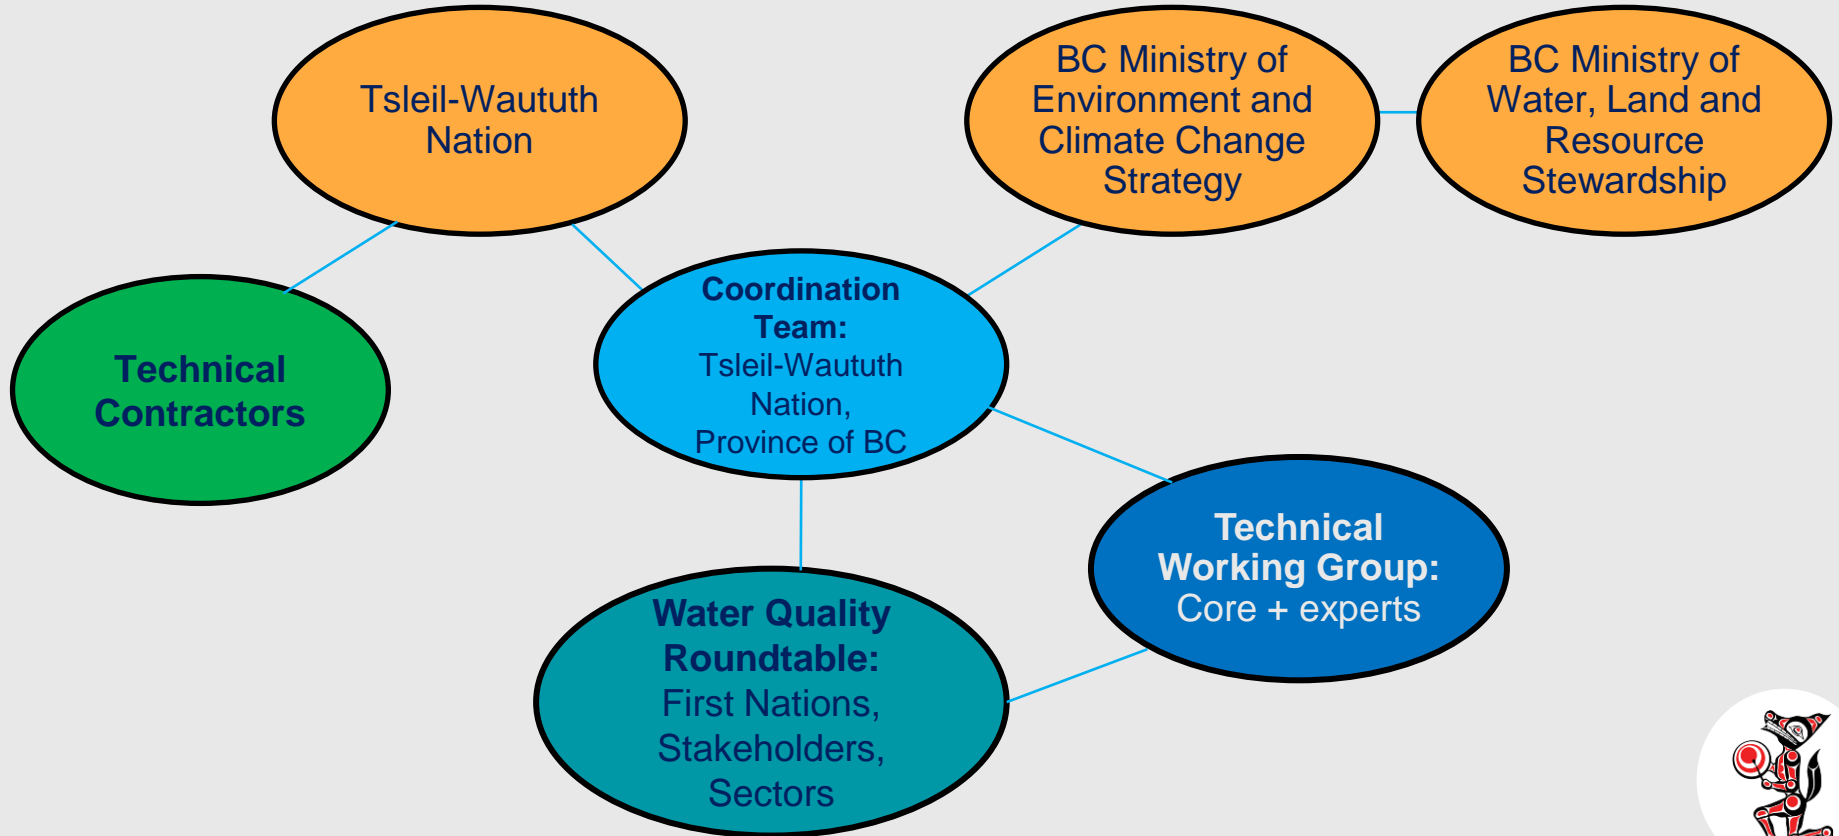 Tsleil-Waututh
Nation
BC Ministry of
Environment and
Climate Change
Strategy
BC Ministry of
Water, Land and
Resource
Stewardship
Technical
Contractors
Coordination
Team:
Tsleil-Waututh
Nation,
Province of BC
Technical
Working Group:
Core + experts
Water Quality
Roundtable:
First Nations,
Stakeholders,
Sectors